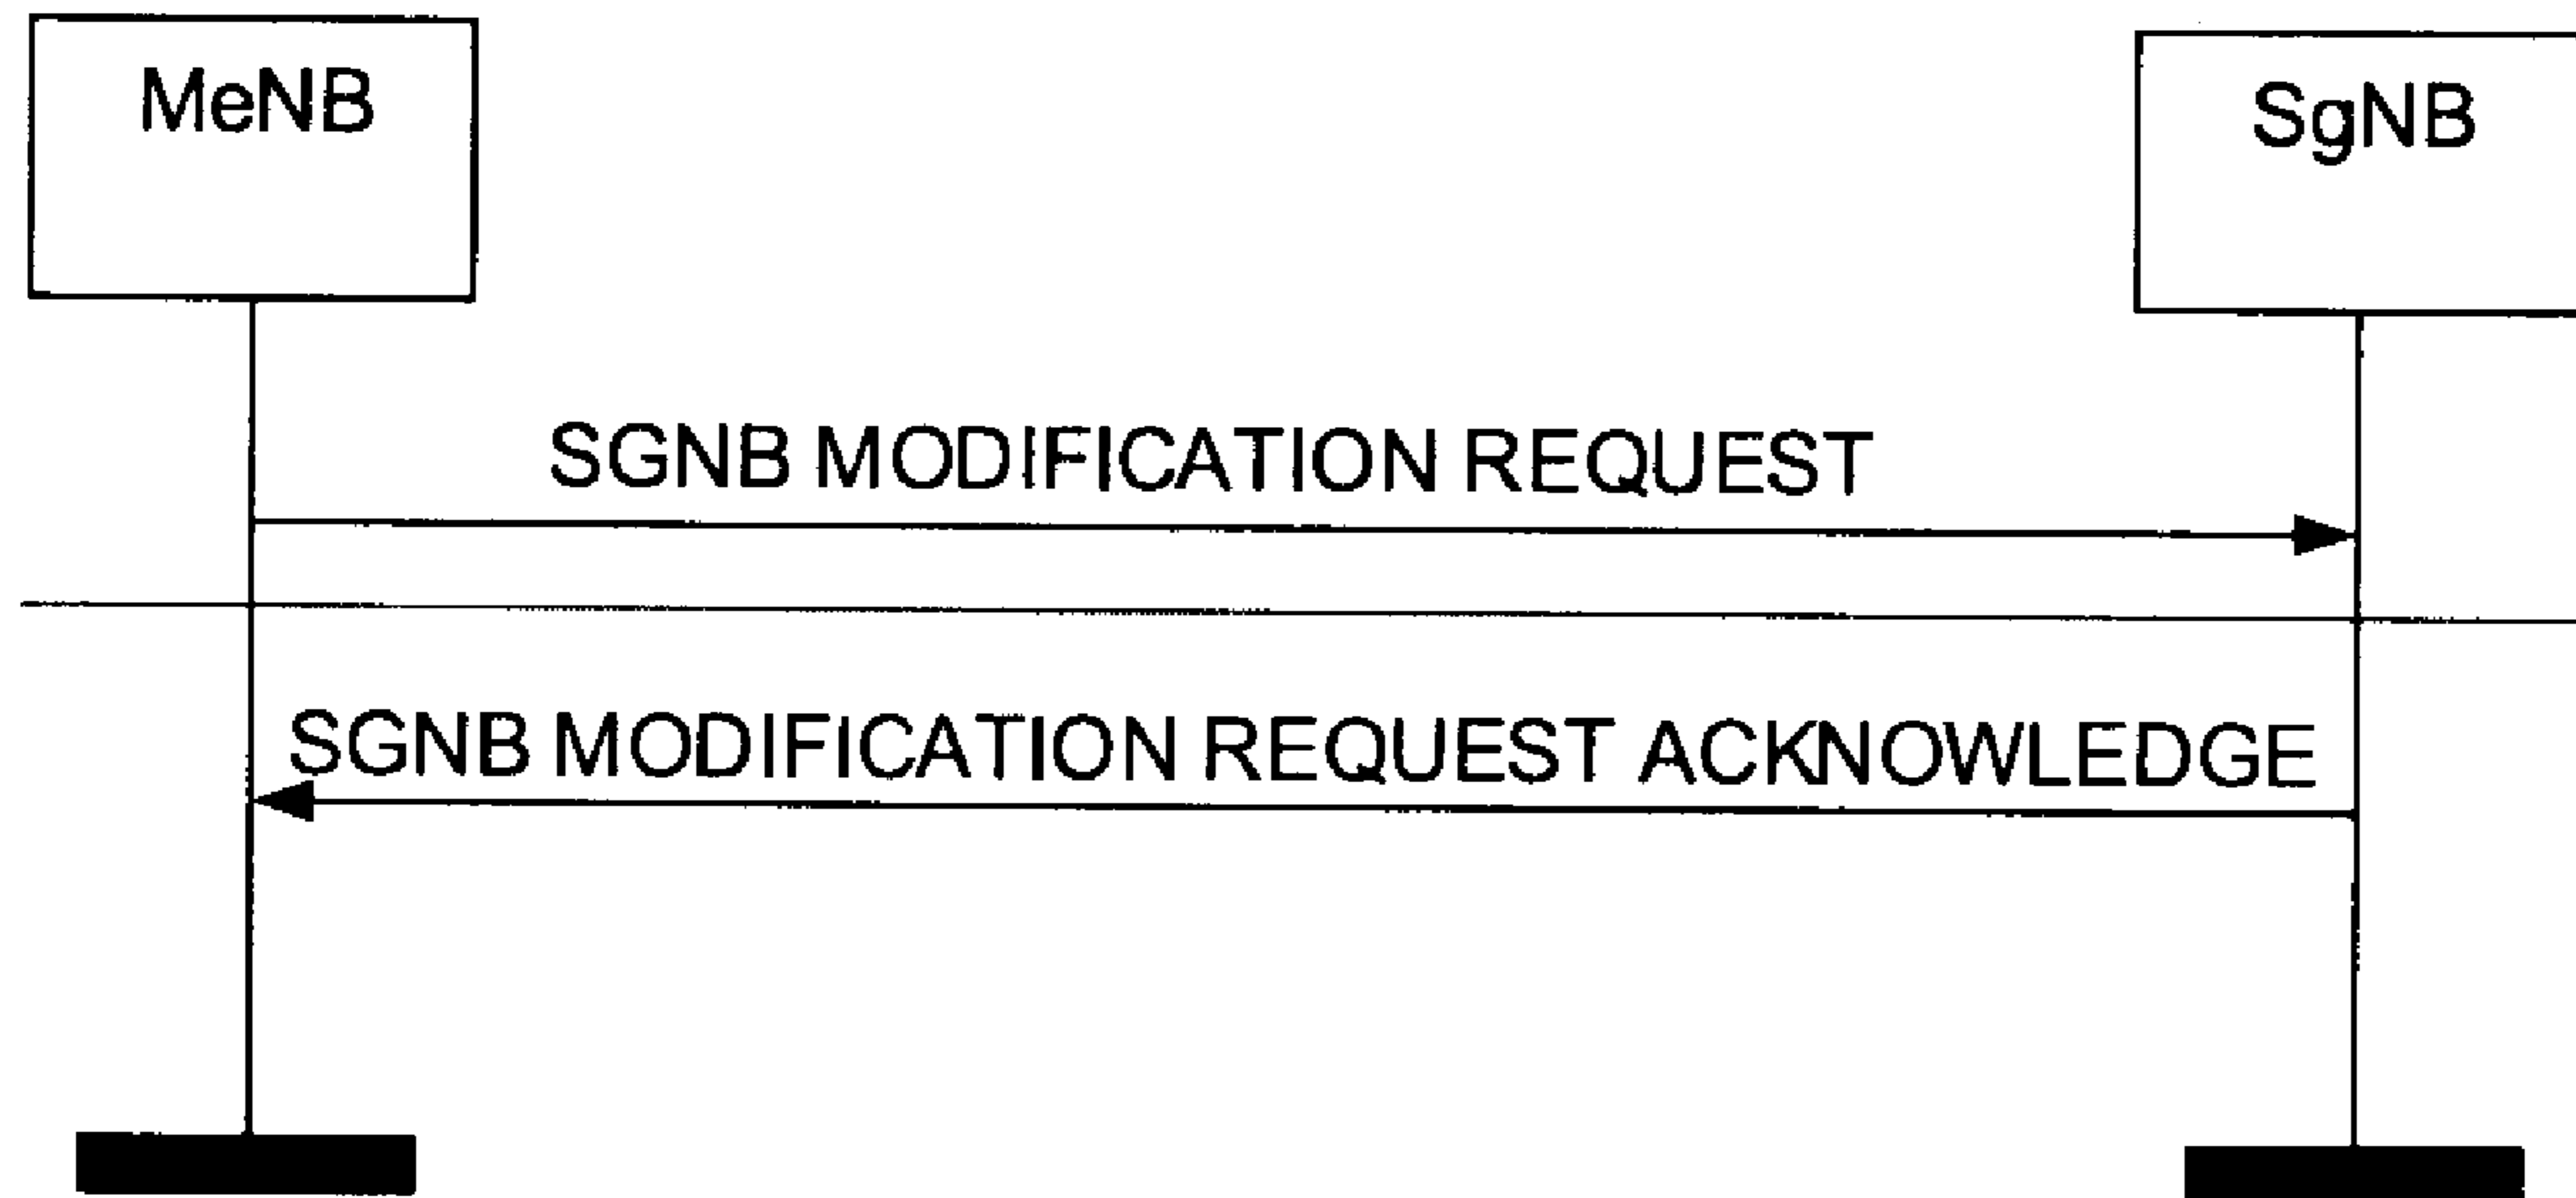 MeNB
SgNB
SGNB MODIFICATION REQUEST
SGNB MODIFICATION REQUEST ACKNOWLEDGE